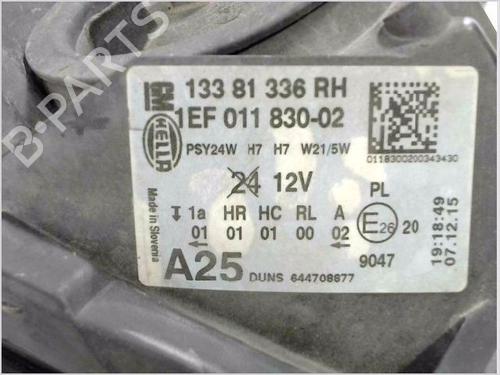 GM 133 81 336 RH
HELLA 1EF 011 830-02
PSY24W H7 H7 W21/5W
0118300200343430
24 12V
PL
1a HR HC RL A
01 01 01 00 02
E26 20
A25
DUNS 644708677
9047
Made in Slovenia
19:18:49
07.12.15
B-PARTS